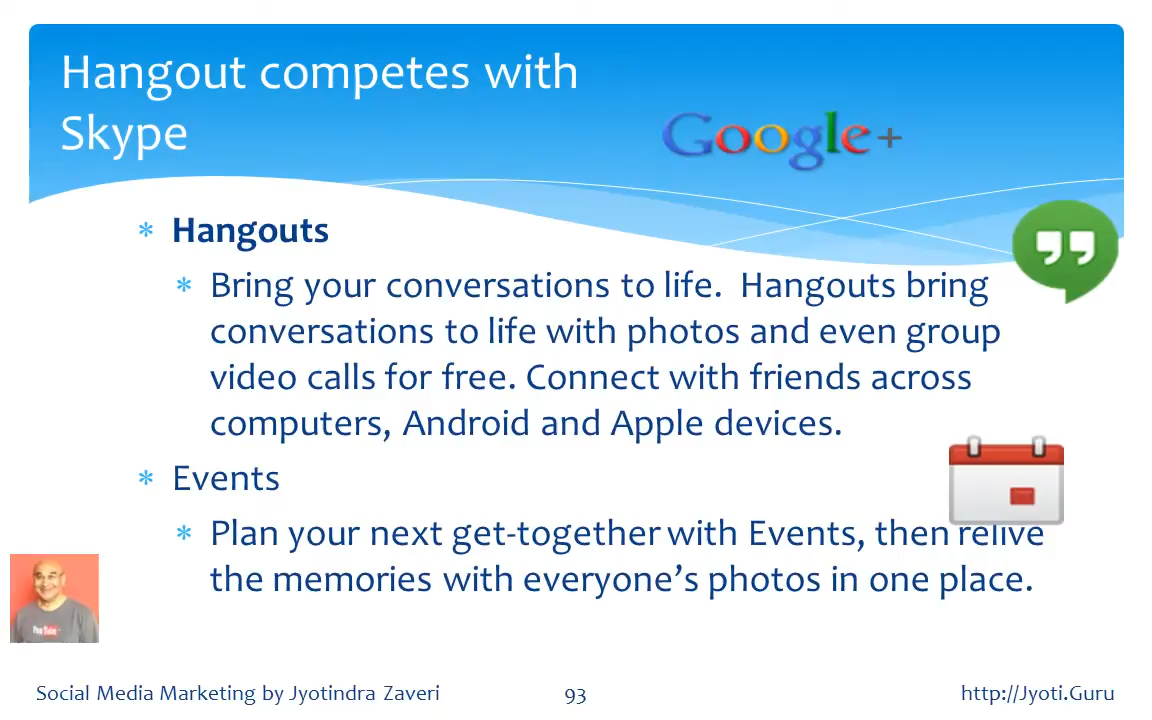 Hangout competes with
Skype
Google+
* Hangouts
* Bring your conversations to life. Hangouts bring
conversations to life with photos and even group
video calls for free. Connect with friends across
computers, Android and Apple devices.
* Events
* Plan your next get-together with Events, then relive
the memories with everyone’s photos in one place.
YouTube
Social Media Marketing by Jyotindra Zaveri
93
http://Jyoti.Guru